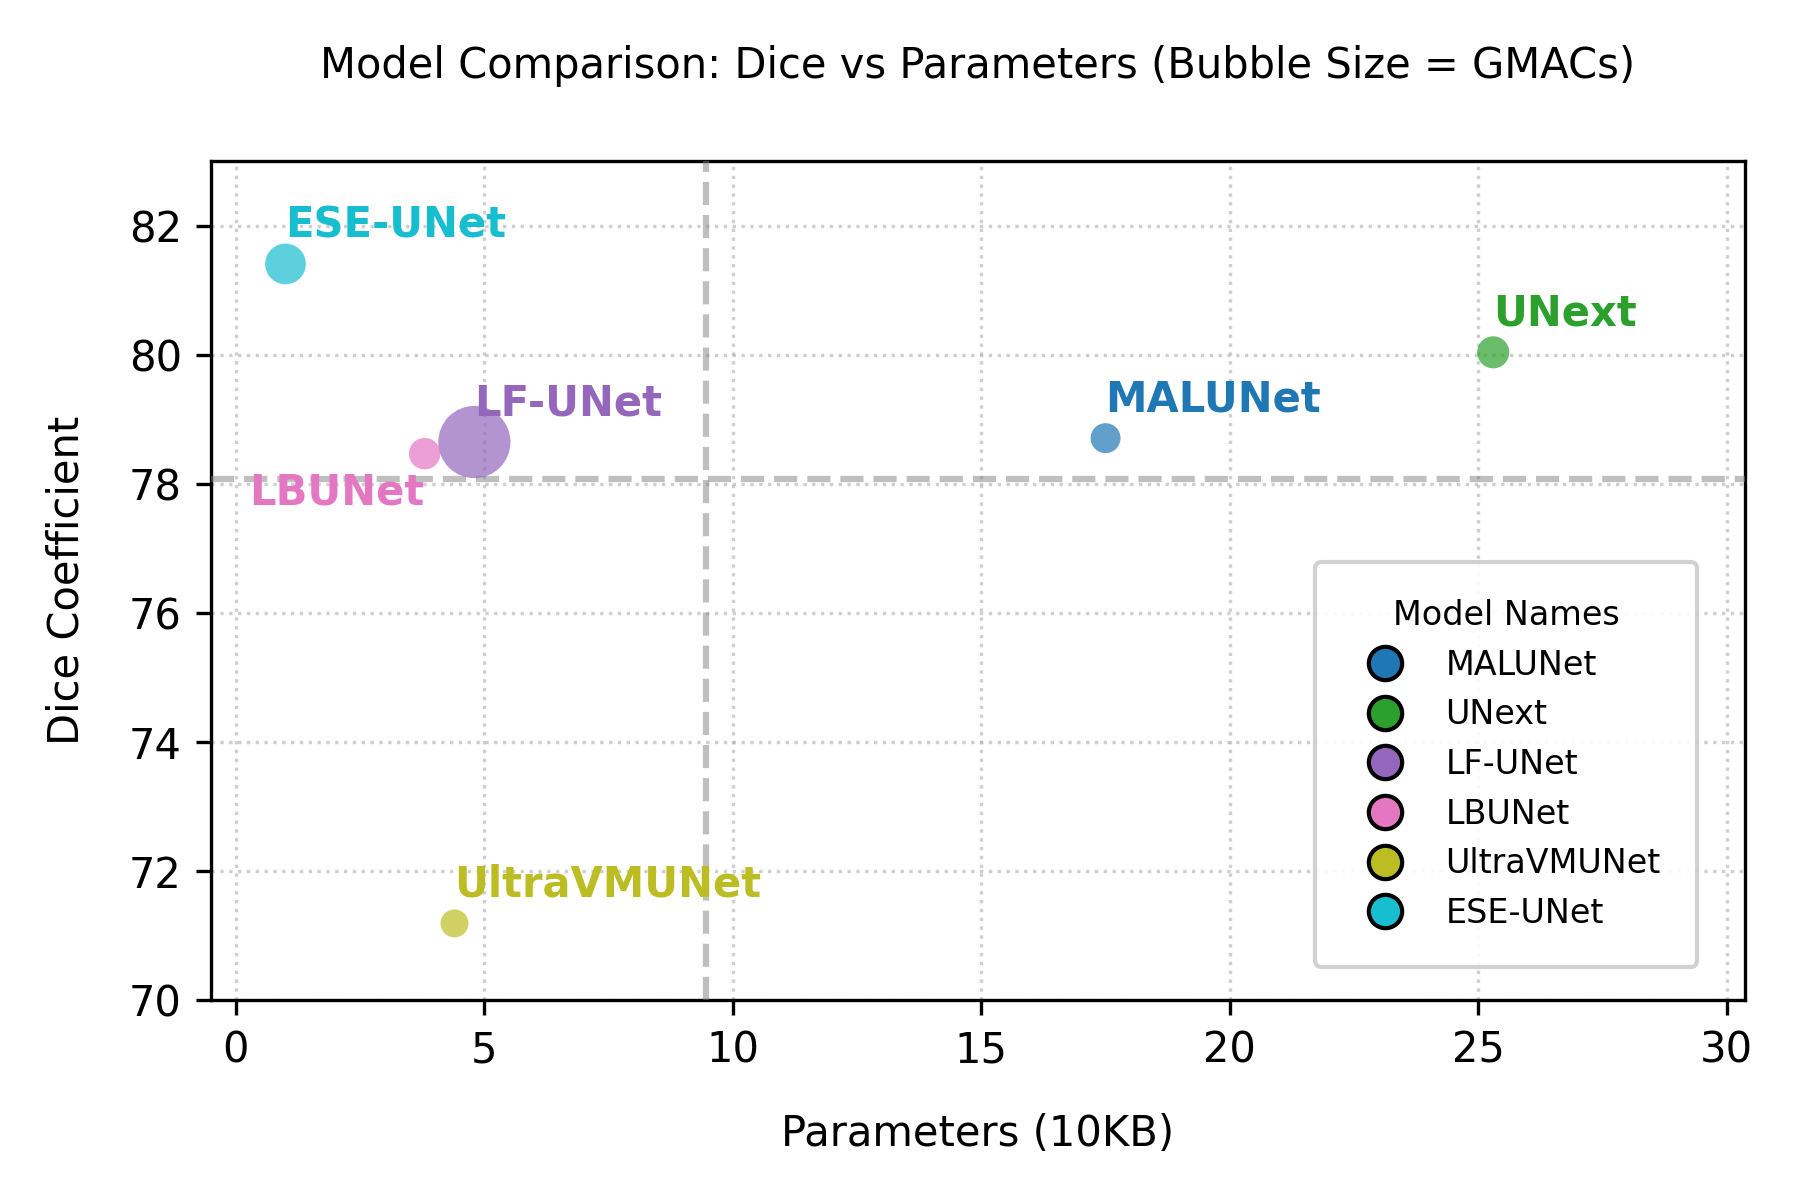 Model Comparison: Dice vs Parameters (Bubble Size = GMACs)
Dice Coefficient
82
80
78
76
74
72
70
ESE-UNet
UNext
LF-UNet
MALUNet
LBUNet
UltraVMUNet
Model Names
MALUNet
UNext
LF-UNet
LBUNet
UltraVMUNet
ESE-UNet
0 5 10 15 20 25 30
Parameters (10KB)